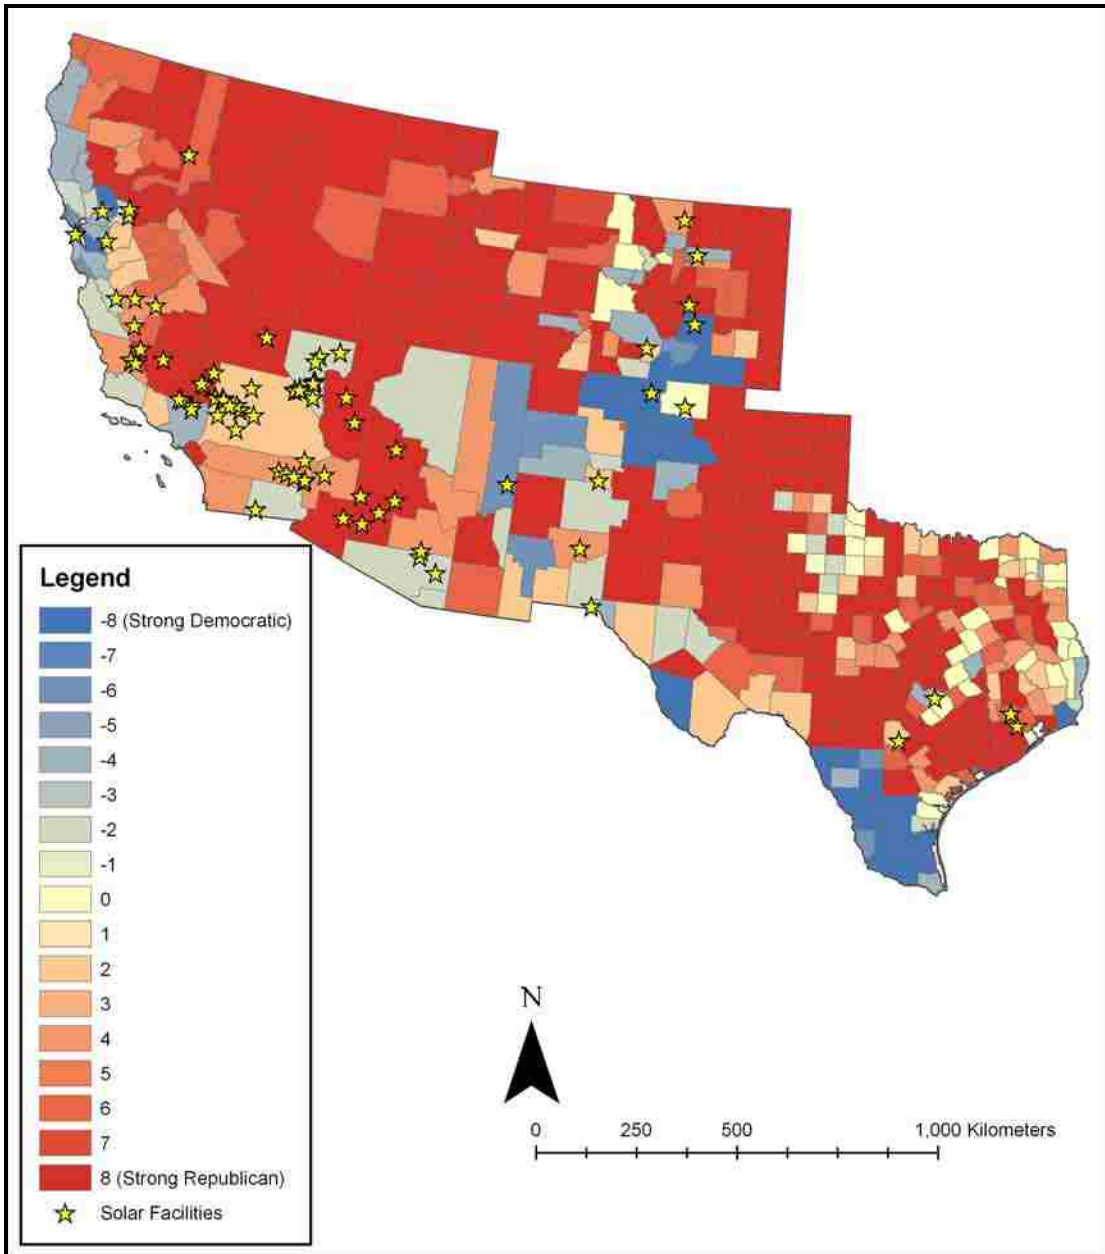 Legend
-8 (Strong Democratic)
-7
-6
-5
-4
-3
-2
-1
0
1
2
3
4
5
6
7
8 (Strong Republican)
Solar Facilities
N
0 250 500 1,000 Kilometers